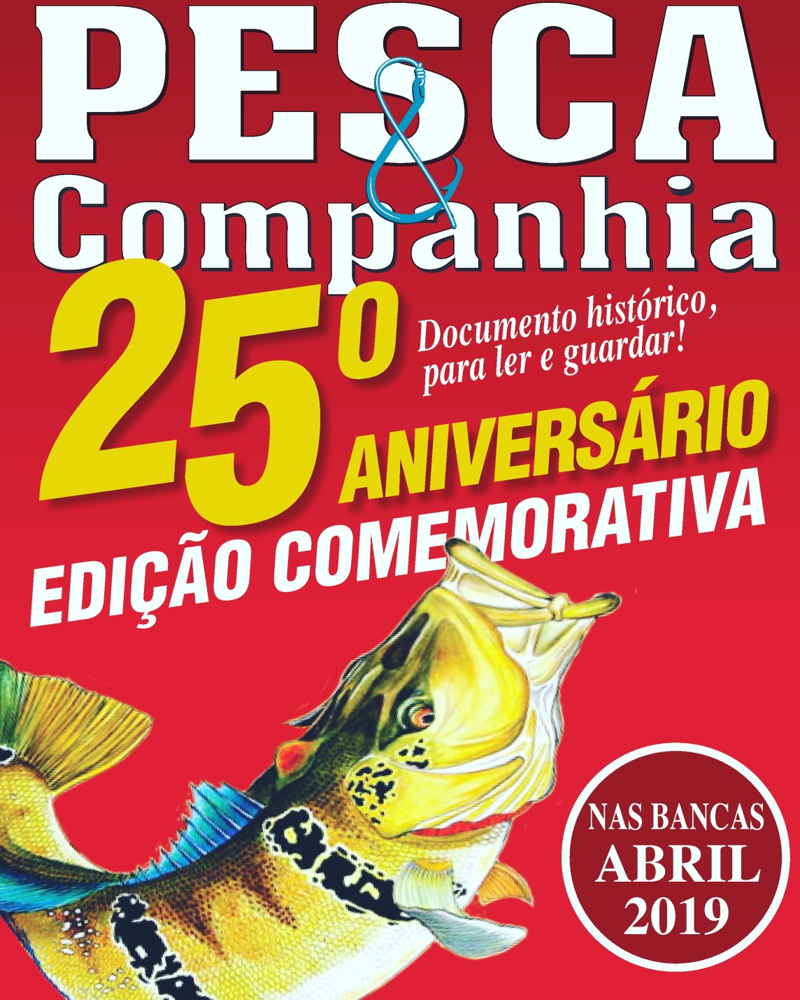 PESCA
&
Companhia
25º
Documento histórico,
para ler e guardar!
ANIVERSÁRIO
EDIÇÃO COMEMORATIVA
NAS BANCAS
ABRIL
2019